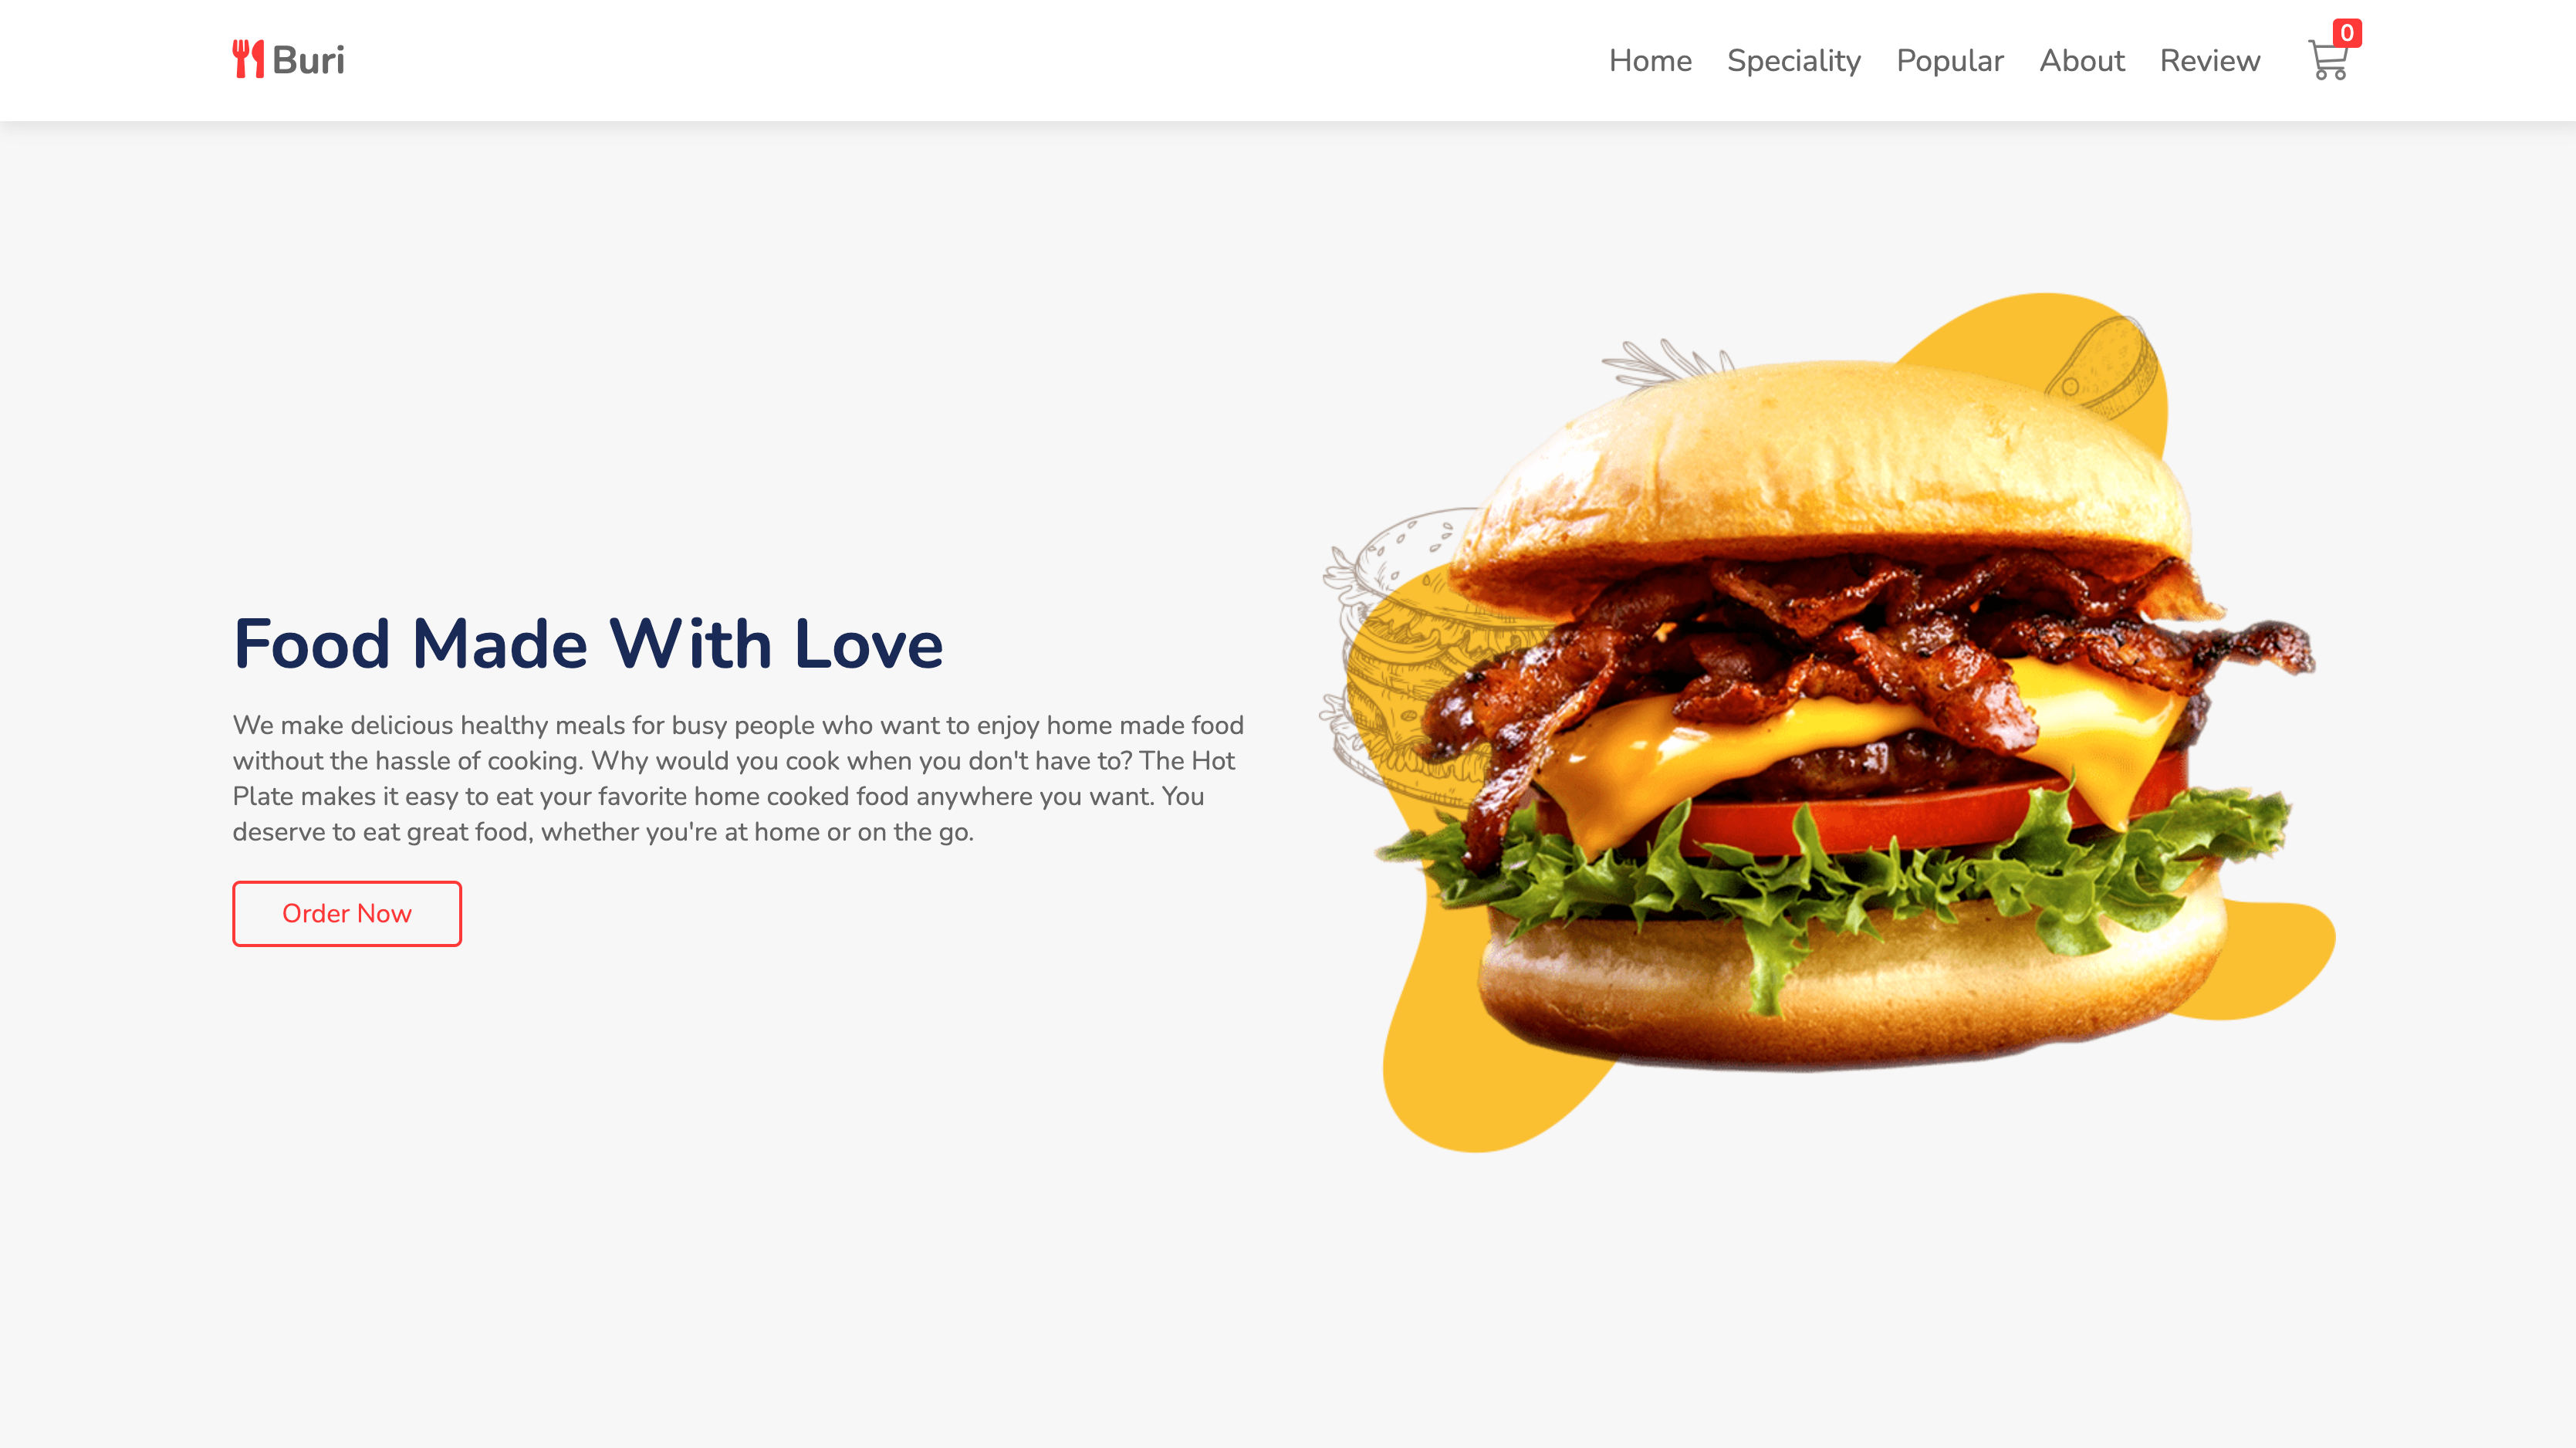 Buri
Home Speciality Popular About Review 0
Food Made With Love
We make delicious healthy meals for busy people who want to enjoy home made food
without the hassle of cooking. Why would you cook when you don't have to? The Hot
Plate makes it easy to eat your favorite home cooked food anywhere you want. You
deserve to eat great food, whether you're at home or on the go.
Order Now